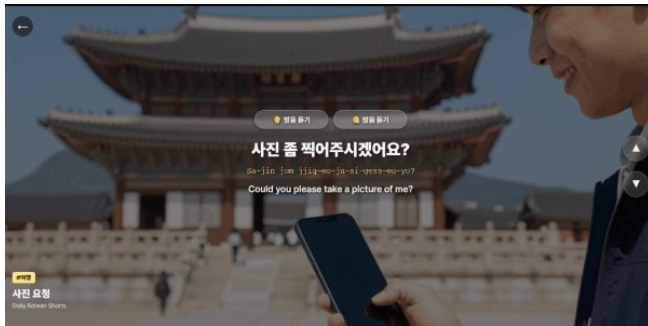 ←
발음 듣기 발음 듣기
사진 좀 찍어주시겠어요?
Sa-jin jom jjig-eo-ju-si-gess-eo-yo?
Could you please take a picture of me?
▲
▼
#여행
사진 요청
Daily Korean Shorts